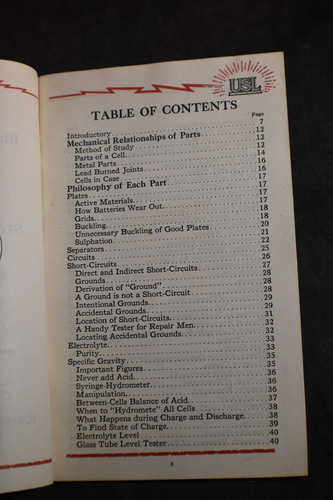 USL
TABLE OF CONTENTS
Page
Introductory 7
Mechanical Relationships of Parts 12
Method of Study 12
Parts of a Cell 12
Metal Parts 14
Lead Burned Joints 16
Cells in Case 16
Philosophy of Each Part 17
Plates 17
Active Materials 17
How Batteries Wear Out 17
Grids 18
Buckling 18
Unnecessary Buckling of Good Plates 20
Sulphation 21
Separators 22
Circuits 25
Short-Circuits 26
Direct and Indirect Short-Circuits 27
Grounds 28
Derivation of "Ground" 28
A Ground is not a Short-Circuit 28
Intentional Grounds 29
Accidental Grounds 29
Location of Short-Circuits 31
A Handy Tester for Repair Men 32
Locating Accidental Grounds 32
Electrolyte 33
Purity 33
Specific Gravity 35
Important Figures 35
Never add Acid 36
Syringe-Hydrometer 36
Manipulation 36
Between-Cells Balance of Acid 37
When to "Hydromete" All Cells 38
What Happens during Charge and Discharge 38
To Find State of Charge 39
Electrolyte Level 40
Glass Tube Level Tester 40